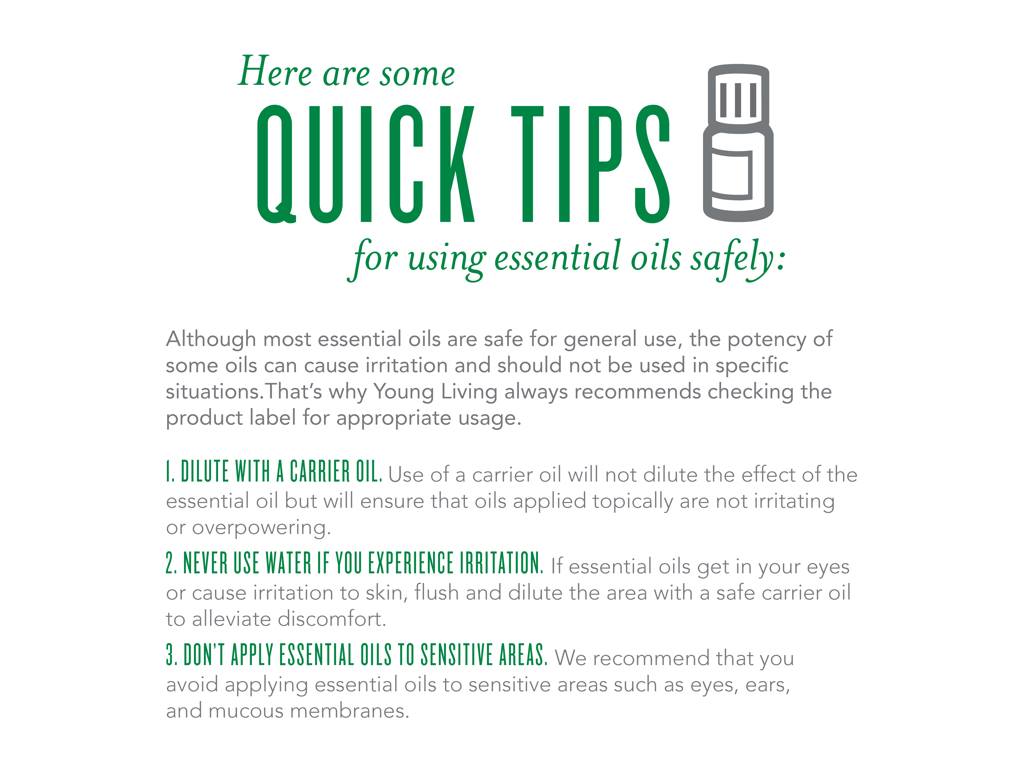 Here are some
QUICK TIPS
for using essential oils safely:
Although most essential oils are safe for general use, the potency of
some oils can cause irritation and should not be used in specific
situations.That’s why Young Living always recommends checking the
product label for appropriate usage.
1. DILUTE WITH A CARRIER OIL. Use of a carrier oil will not dilute the effect of the
essential oil but will ensure that oils applied topically are not irritating
or overpowering.
2. NEVER USE WATER IF YOU EXPERIENCE IRRITATION. If essential oils get in your eyes
or cause irritation to skin, flush and dilute the area with a safe carrier oil
to alleviate discomfort.
3. DON’T APPLY ESSENTIAL OILS TO SENSITIVE AREAS. We recommend that you
avoid applying essential oils to sensitive areas such as eyes, ears,
and mucous membranes.